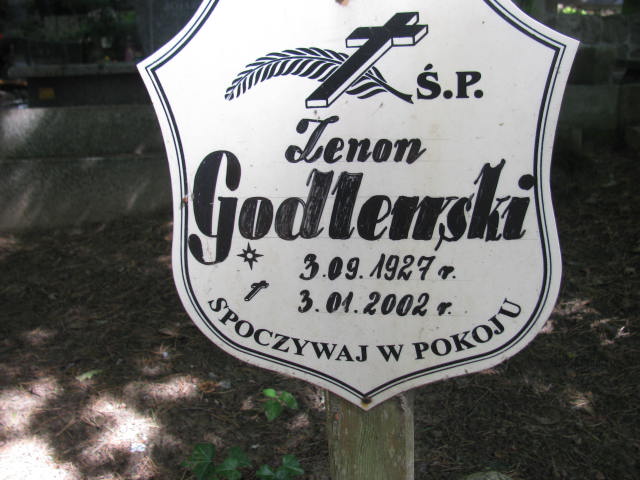 Ś.P.
Zenon
Godlewski
3.09.1927 r.
3.01.2002 r.
SPOCZYWAJ W POKOJU